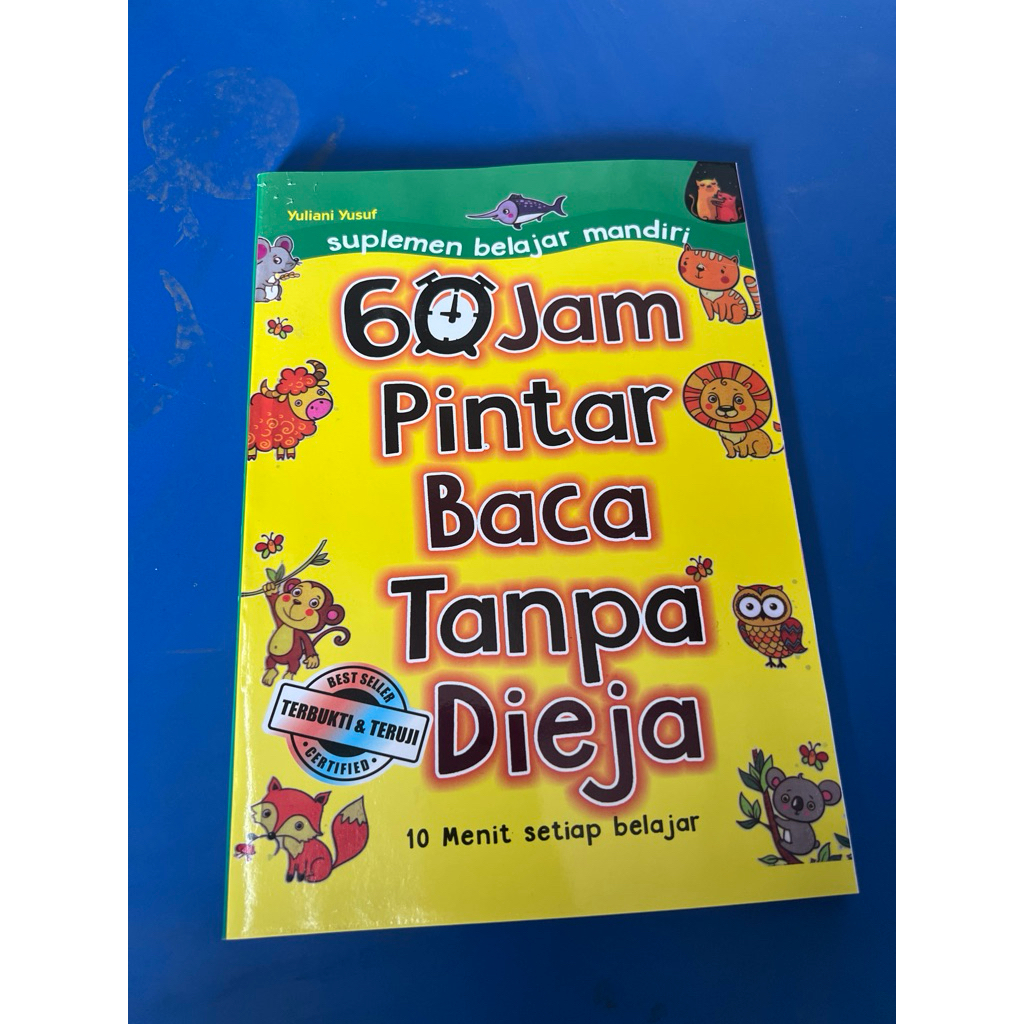 Yuliani Yusuf
suplemen belajar mandiri
60 Jam
Pintar
Baca
Tanpa
Dieja
BEST SELLER
TERBUKTI & TERUJI
• CERTIFIED •
10 Menit setiap belajar